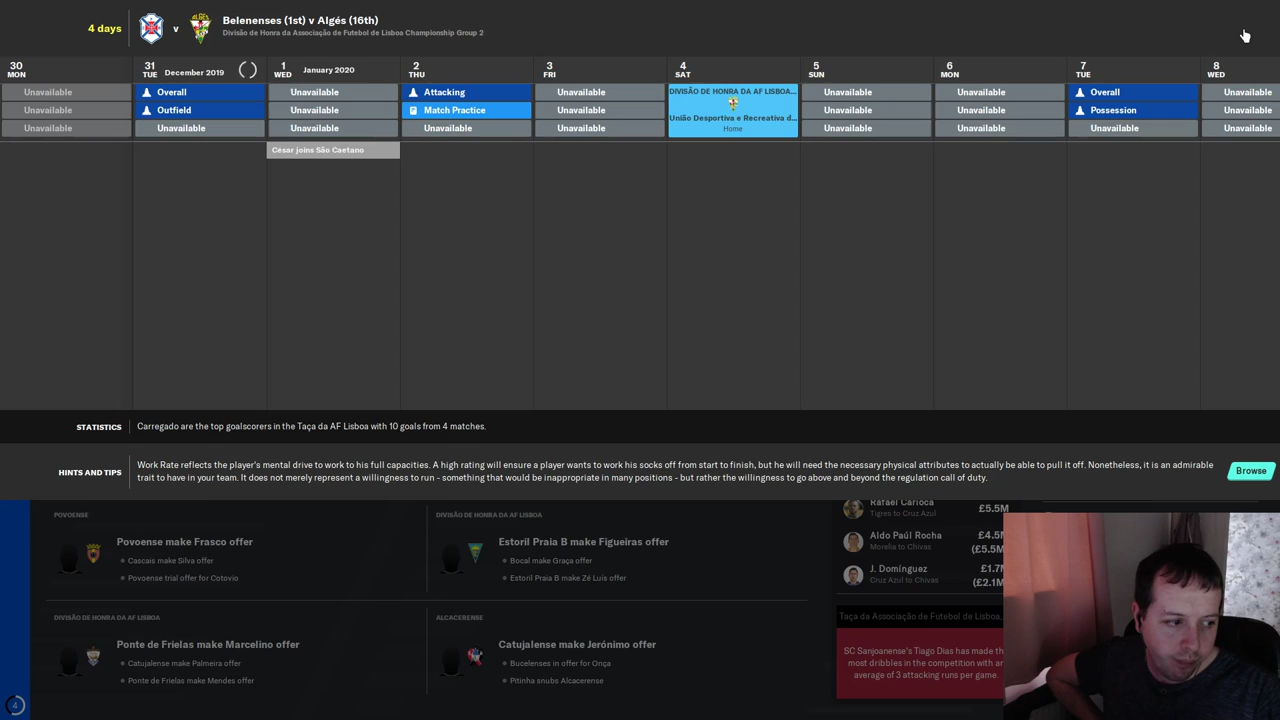 4 days
v
Belenenses (1st) v Algés (16th)
Divisão de Honra da Associação de Futebol de Lisboa Championship Group 2
30 MON
31 TUE December 2019
1 WED January 2020
2 THU
3 FRI
4 SAT
5 SUN
6 MON
7 TUE
8 WED
Unavailable Overall Unavailable Attacking Unavailable DIVISÃO DE HONRA DA AF LISBOA... Unavailable Unavailable Overall Unavailable
Unavailable Outfield Unavailable Match Practice Unavailable União Desportiva e Recreativa d... Unavailable Unavailable Possession Unavailable
Unavailable Unavailable Unavailable Unavailable Unavailable Home Unavailable Unavailable Unavailable Unavailable
César joins São Caetano
STATISTICS Carregado are the top goalscorers in the Taça da AF Lisboa with 10 goals from 4 matches.
HINTS AND TIPS
Work Rate reflects the player's mental drive to work to his full capacities. A high rating will ensure a player wants to work his socks off from start to finish, but he will need the necessary physical attributes to actually be able to pull it off. Nonetheless, it is an admirable
trait to have in your team. It does not merely represent a willingness to run - something that would be inappropriate in many positions - but rather the willingness to go above and beyond the regulation call of duty.
Browse
POVOENSE
Povoense make Frasco offer
Cascais make Silva offer
Povoense trial offer for Cotovio
DIVISÃO DE HONRA DA AF LISBOA
Estoril Praia B make Figueiras offer
Bocal make Graça offer
Estoril Praia B make Zé Luís offer
DIVISÃO DE HONRA DA AF LISBOA
Ponte de Frielas make Marcelino offer
Catujalense make Palmeira offer
Ponte de Frielas make Mendes offer
ALCACERENSE
Catujalense make Jerónimo offer
Bucelenses in offer for Onça
Pitinha snubs Alcacerense
Rafael Carioca £5.5M
Tigres to Cruz Azul
Aldo Paúl Rocha £4.5M
Morelia to Chivas (£5.5M
J. Domínguez £1.7M
Cruz Azul to Chivas (£2.1M
Taça da Associação de Futebol de Lisboa,
SC Sanjoanense's Tiago Dias has made th
most dribbles in the competition with an
average of 3 attacking runs per game.
4